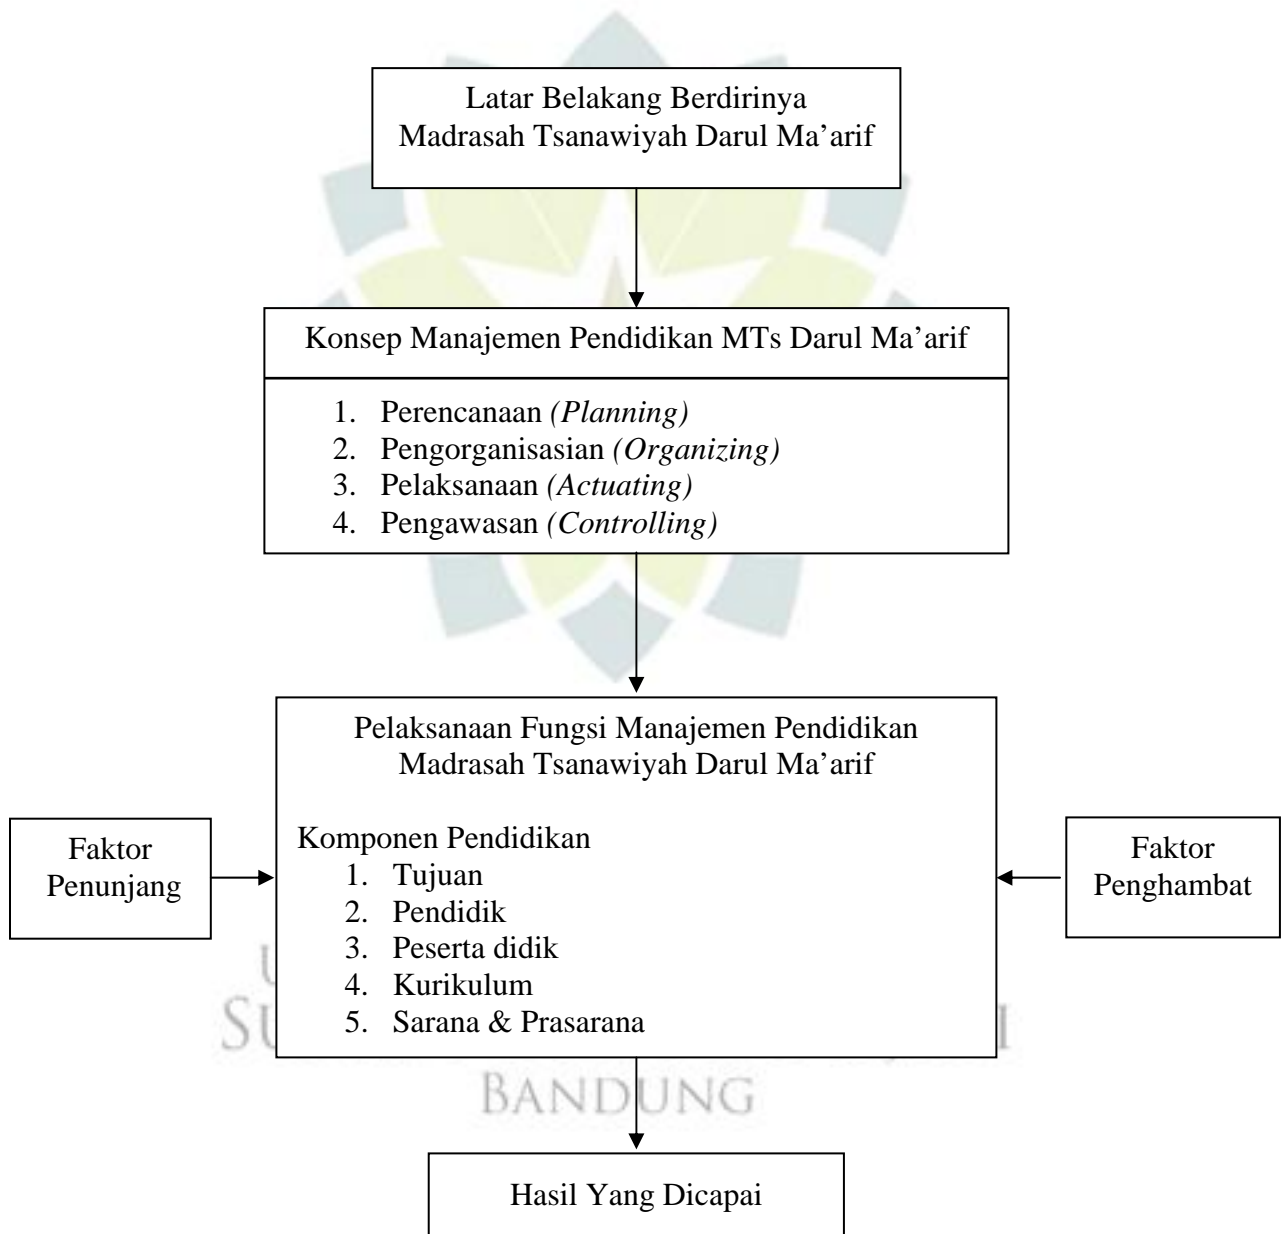 Latar Belakang Berdirinya
Madrasah Tsanawiyah Darul Ma’arif
Konsep Manajemen Pendidikan MTs Darul Ma’arif
1. Perencanaan (Planning)
2. Pengorganisasian (Organizing)
3. Pelaksanaan (Actuating)
4. Pengawasan (Controlling)
Pelaksanaan Fungsi Manajemen Pendidikan
Madrasah Tsanawiyah Darul Ma’arif
Komponen Pendidikan
1. Tujuan
2. Pendidik
3. Peserta didik
4. Kurikulum
5. Sarana & Prasarana
Faktor
Penunjang
Faktor
Penghambat
BANDUNG
Hasil Yang Dicapai